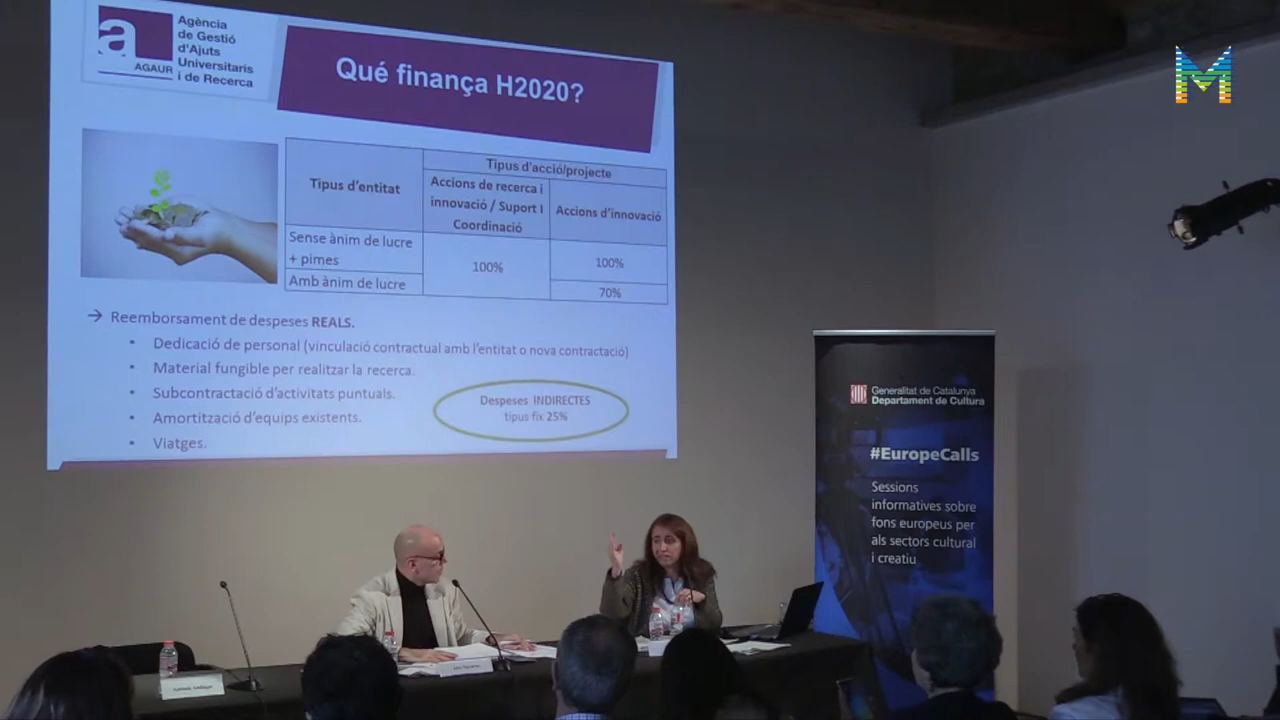 a
AGAUR
Agència
de Gestió
d'Ajuts
Universitaris
i de Recerca
Qué finança H2020?
Tipus d'entitat
Tipus d'acció/projecte
Accions de recerca i
innovació / Suport I
Coordinació
Accions d'innovació
Sense ànim de lucre
+ pimes
100%
100%
Amb ànim de lucre
70%
→ Reemborsament de despeses REALS.
• Dedicació de personal (vinculació contractual amb l'entitat o nova contractació)
• Material fungible per realitzar la recerca.
• Subcontractació d'activitats puntuals.
• Amortització d'equips existents.
• Viatges.
Despeses INDIRECTES
tipus fix 25%
M
Generalitat de Catalunya
Departament de Cultura
#EuropeCalls
Sessions
informatives sobre
fons europeus per
als sectors cultural
i creatiu